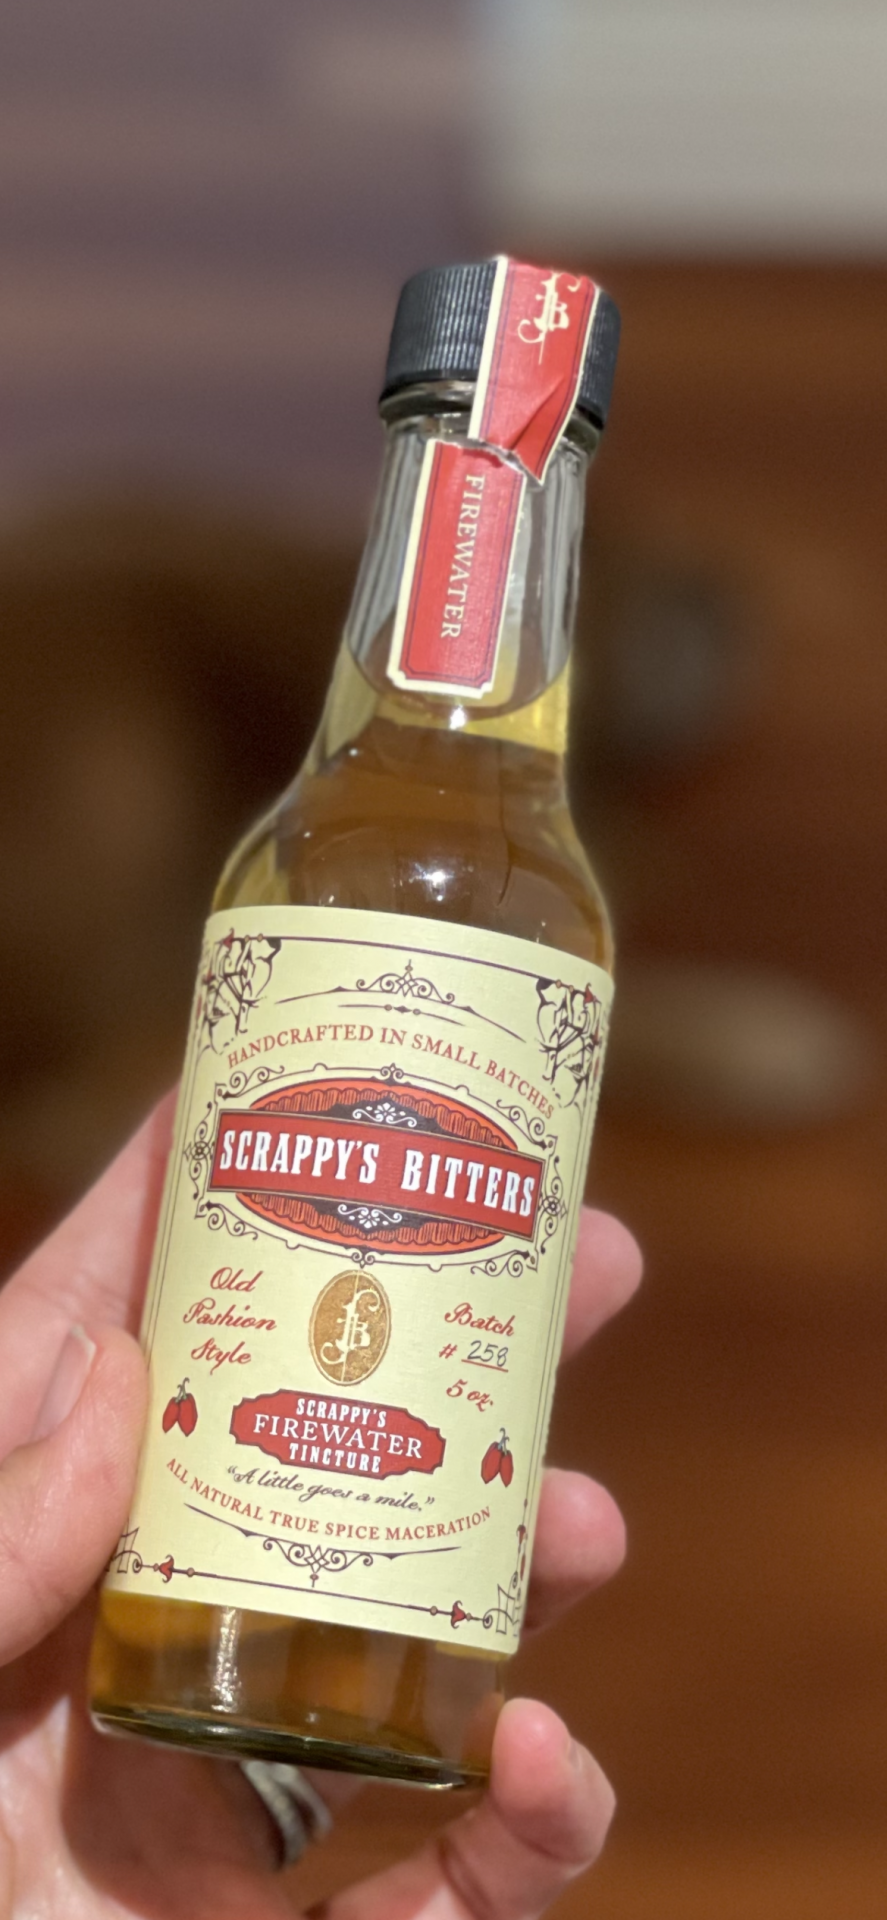 FIREWATER
HANDCRAFTED IN SMALL BATCHES
SCRAPPY'S BITTERS
Old
Fashion
Style
Batch
# 258
5 oz.
SCRAPPY'S
FIREWATER
TINCTURE
"A little goes a mile."
ALL NATURAL TRUE SPICE MACERATION